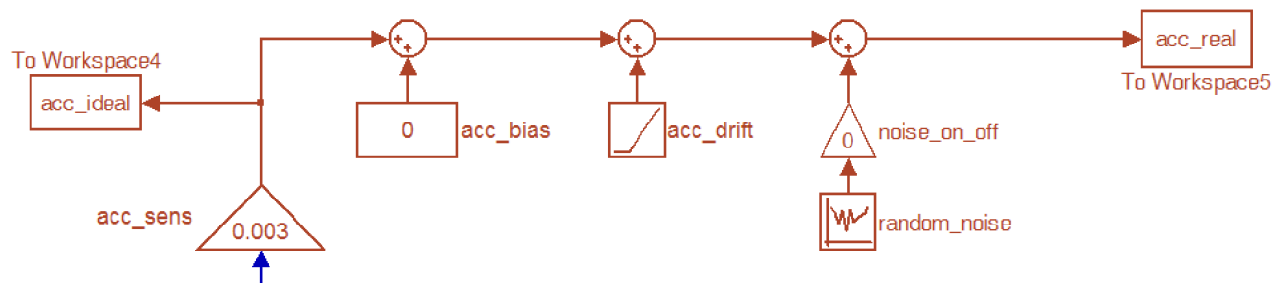 To Workspace4
acc_ideal
acc_sens
0.003
0
acc_bias
acc_drift
0
noise_on_off
random_noise
acc_real
To Workspace5